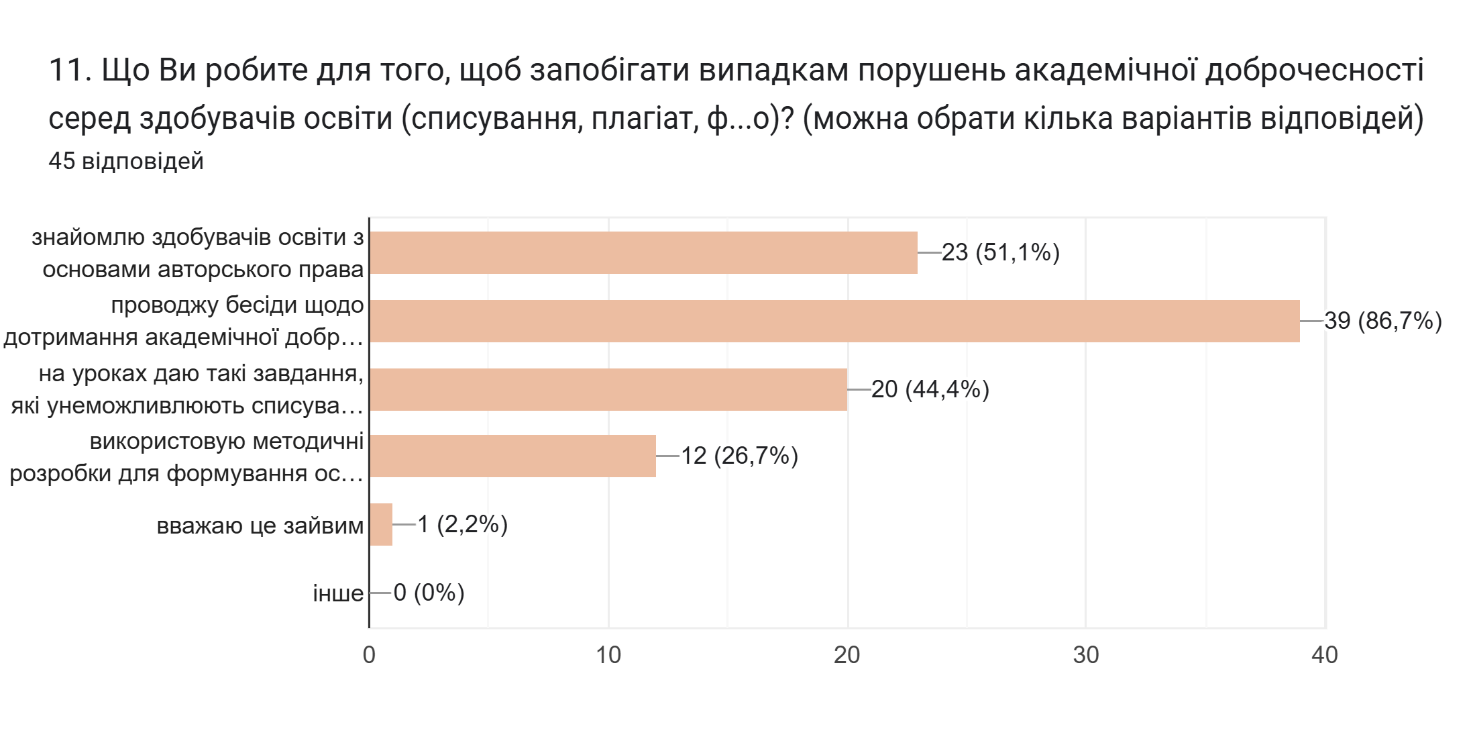 11. Що Ви робите для того, щоб запобігати випадкам порушень академічної доброчесності
серед здобувачів освіти (списування, плагіат, ф...о)? (можна обрати кілька варіантів відповідей)
45 відповідей
знайомлю здобувачів освіти з
основами авторського права
23 (51,1%)
проводжу бесіди щодо
дотримання академічної добр…
39 (86,7%)
на уроках даю такі завдання,
які унеможливлюють списува…
20 (44,4%)
використовую методичні
розробки для формування ос…
12 (26,7%)
вважаю це зайвим
1 (2,2%)
інше
0 (0%)
0 10 20 30 40